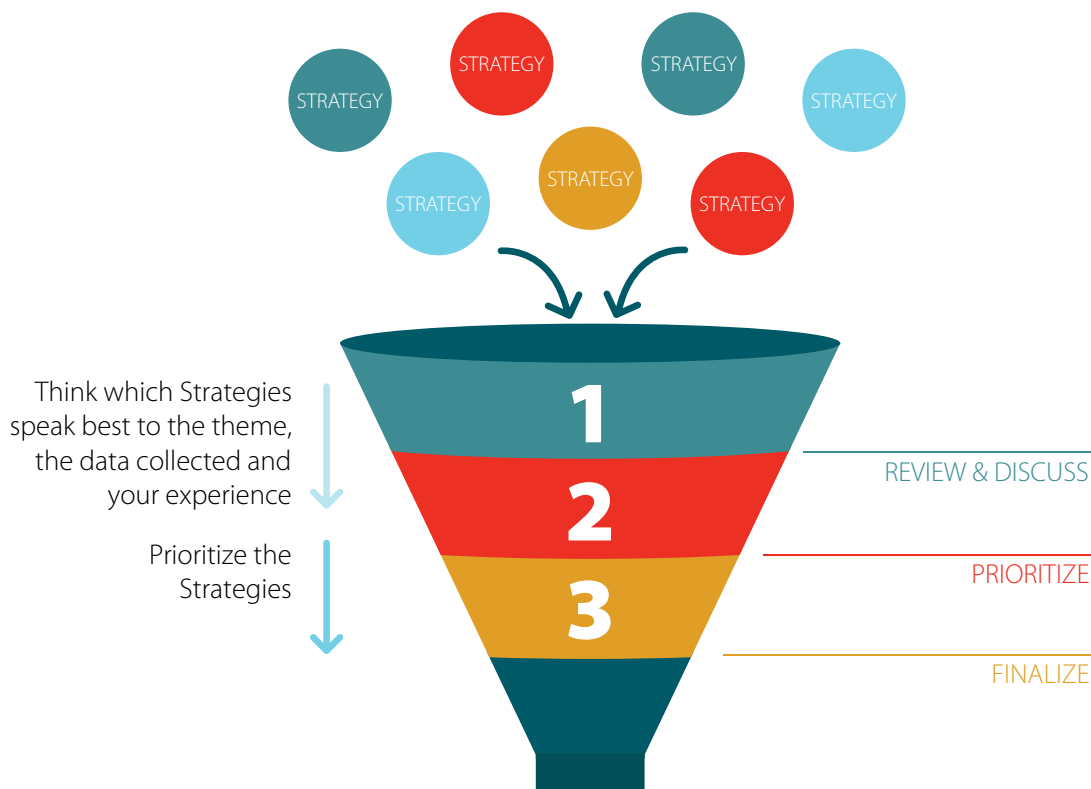 STRATEGY
STRATEGY
STRATEGY
STRATEGY
STRATEGY
STRATEGY
STRATEGY
Think which Strategies
speak best to the theme,
the data collected and
your experience
Prioritize the
Strategies
1
2
3
REVIEW & DISCUSS
PRIORITIZE
FINALIZE